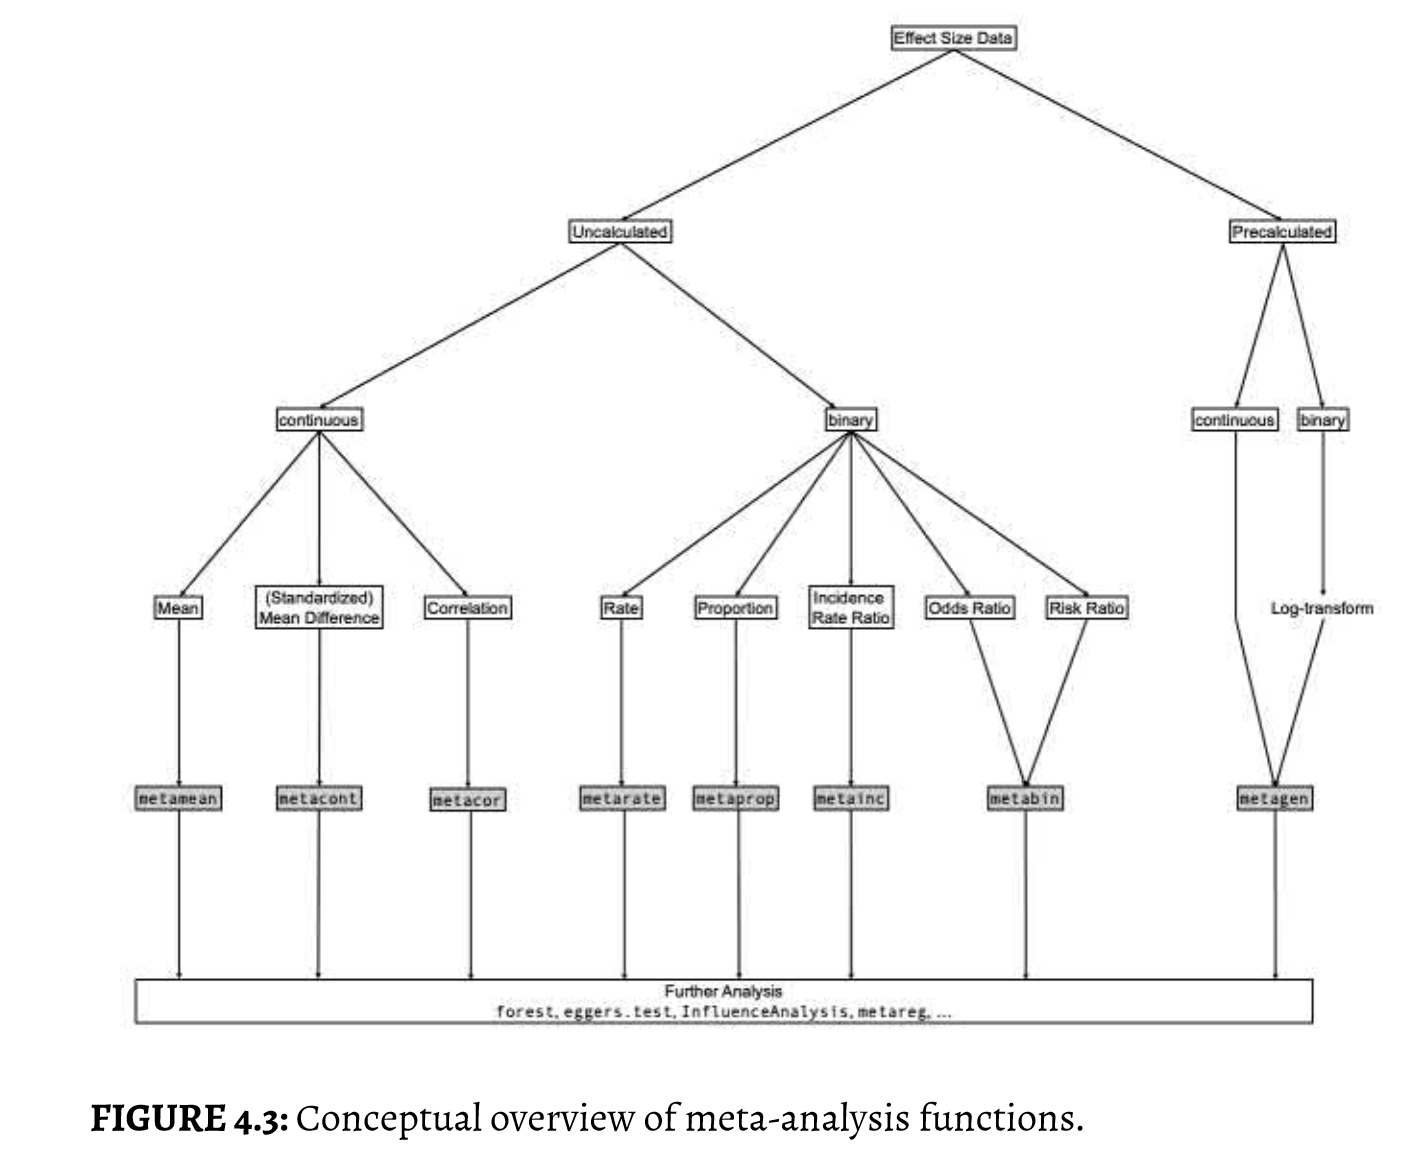 Effect Size Data
Uncalculated
Precalculated
continuous
binary
continuous
binary
Mean
(Standardized)
Mean Difference
Correlation
Rate
Proportion
Incidence
Rate Ratio
Odds Ratio
Risk Ratio
Log-transform
metamean
metacont
metacor
metarate
metaprop
metainc
metabin
metagen
Further Analysis
forest, eggers.test, InfluenceAnalysis, metareg, ...
FIGURE 4.3: Conceptual overview of meta-analysis functions.